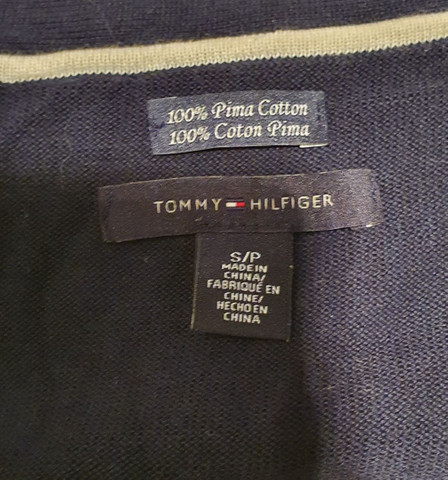 100% Pima Cotton
100% Coton Pima
TOMMY HILFIGER
S/P
MADE IN
CHINA/
FABRIQUÉ EN
CHINE/
HECHO EN
CHINA